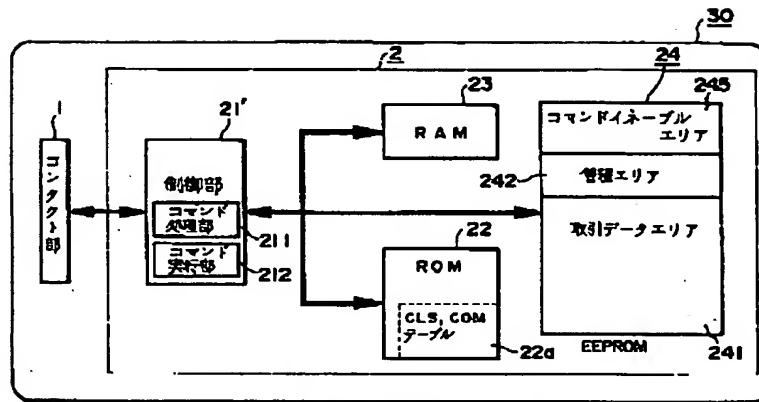 30
2
1
コンタクト部
21'
制御部
コマンド
処理部
211
コマンド
実行部
212
23
RAM
22
ROM
CLS, COM
テーブル
22a
24
245
コマンドイネーブル
エリア
242
管理エリア
取引データエリア
EEPROM
241